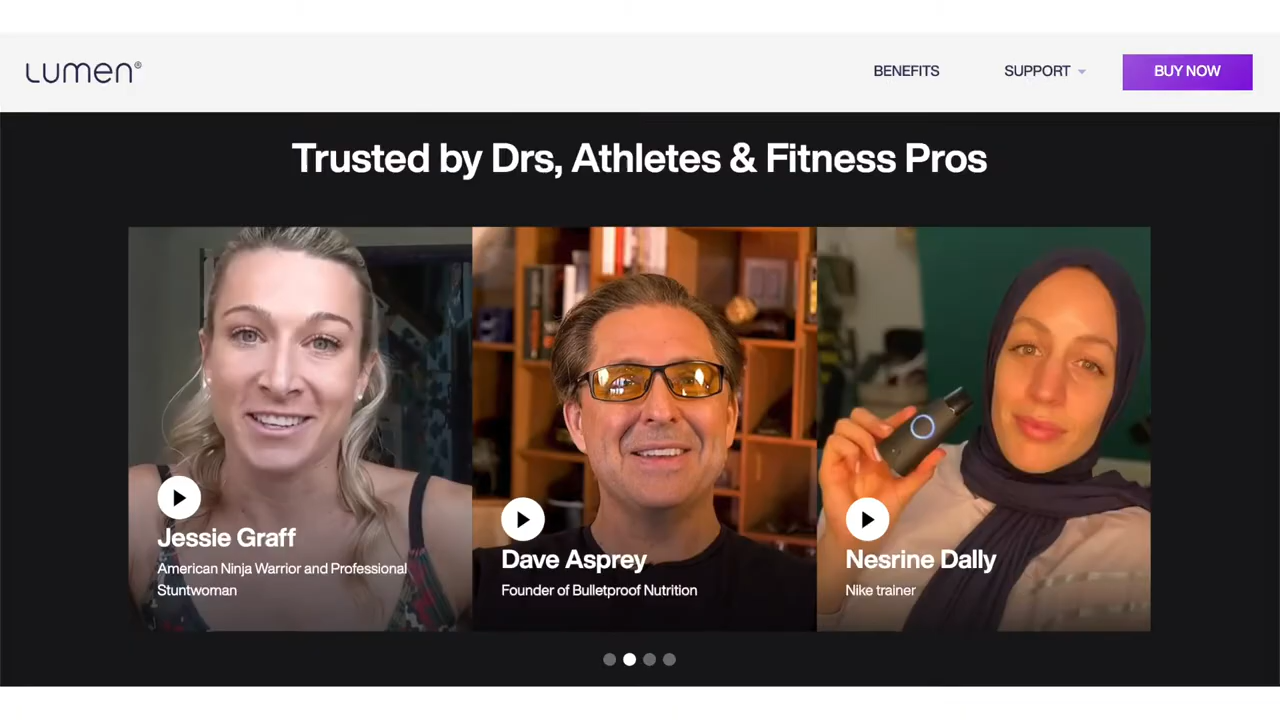 Lumen®
BENEFITS
SUPPORT
BUY NOW
Trusted by Drs, Athletes & Fitness Pros
Jessie Graff
American Ninja Warrior and Professional
Stuntwoman
Dave Asprey
Founder of Bulletproof Nutrition
Nesrine Dally
Nike trainer